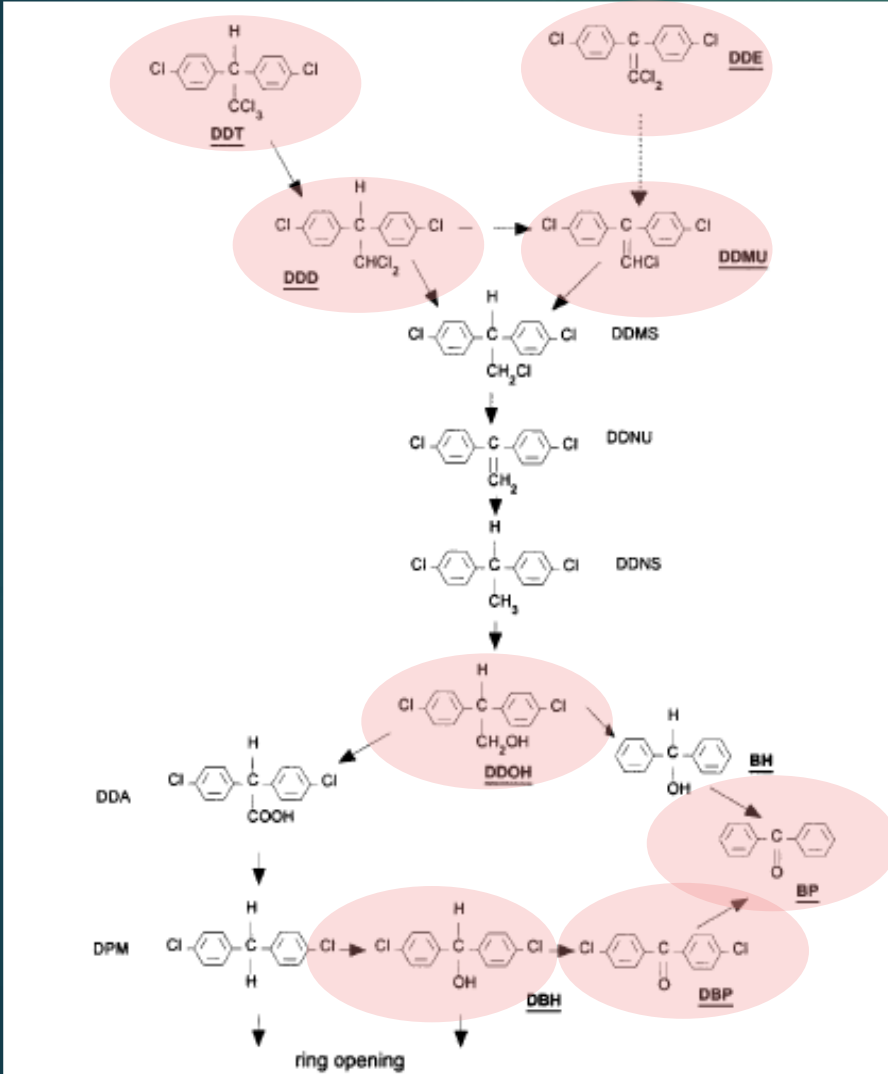 H
Cl C Cl
CCl3
DDT
Cl C Cl
CCl2
DDE
H
Cl C Cl
CHCl2
DDD
Cl C Cl
CHCl
DDMU
H
Cl C Cl
CH2Cl
DDMS
Cl C Cl
CH2
DDNU
H
Cl C Cl
CH3
DDNS
H
Cl C Cl
CH2OH
DDOH
H
C
OH
BH
H
Cl C Cl
COOH
DDA
C
O
BP
H
Cl C Cl
H
DPM
H
Cl C Cl
OH
DBH
Cl C Cl
O
DBP
ring opening